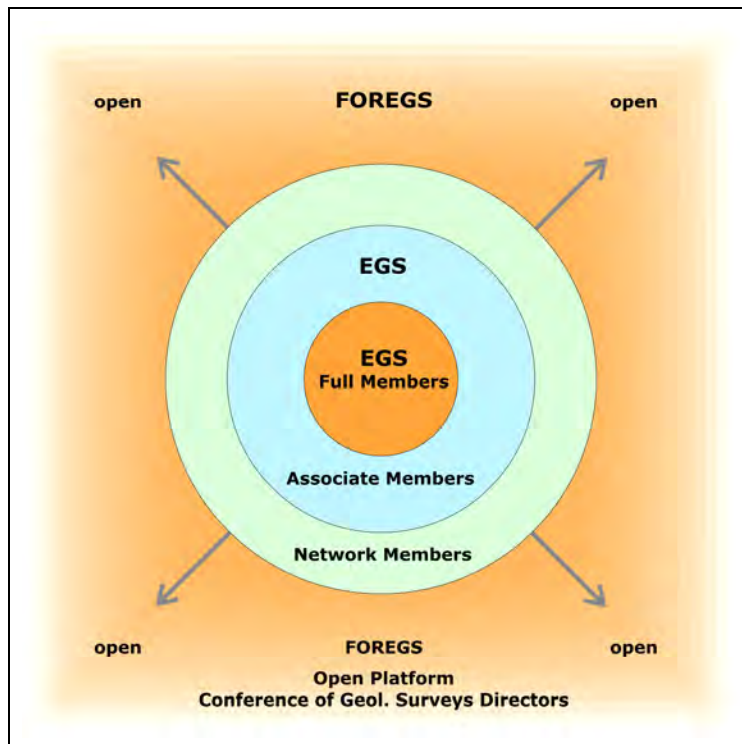 open FOREGS open
EGS
EGS
Full Members
Associate Members
Network Members
open FOREGS open
Open Platform
Conference of Geol. Surveys Directors